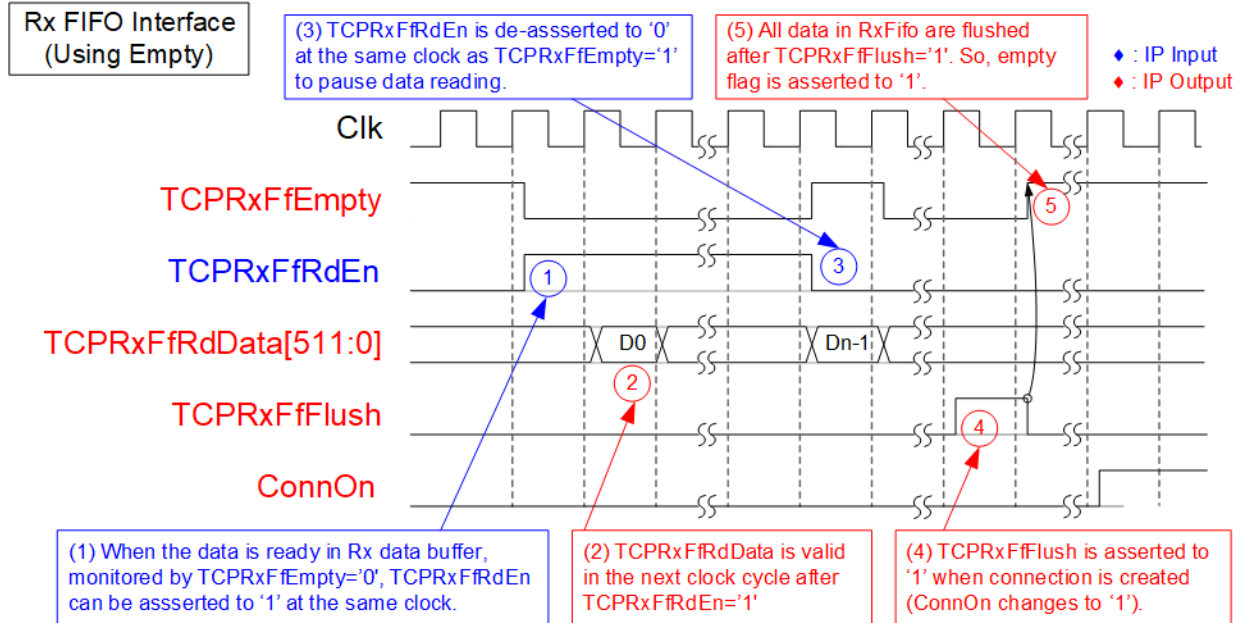 Rx FIFO Interface
(Using Empty)
(3) TCPRxFfRdEn is de-assserted to ‘0’
at the same clock as TCPRxFfEmpty=‘1’
to pause data reading.
(5) All data in RxFifo are flushed
after TCPRxFfFlush='1'. So, empty
flag is asserted to ‘1’.
♦ : IP Input
♦ : IP Output
Clk
TCPRxFfEmpty
5
TCPRxFfRdEn
1
3
TCPRxFfRdData[511:0]
D0
Dn-1
2
TCPRxFfFlush
4
ConnOn
(1) When the data is ready in Rx data buffer,
monitored by TCPRxFfEmpty=’0', TCPRxFfRdEn
can be assserted to ‘1’ at the same clock.
(2) TCPRxFfRdData is valid
in the next clock cycle after
TCPRxFfRdEn='1'
(4) TCPRxFfFlush is asserted to
‘1’ when connection is created
(ConnOn changes to ‘1’).